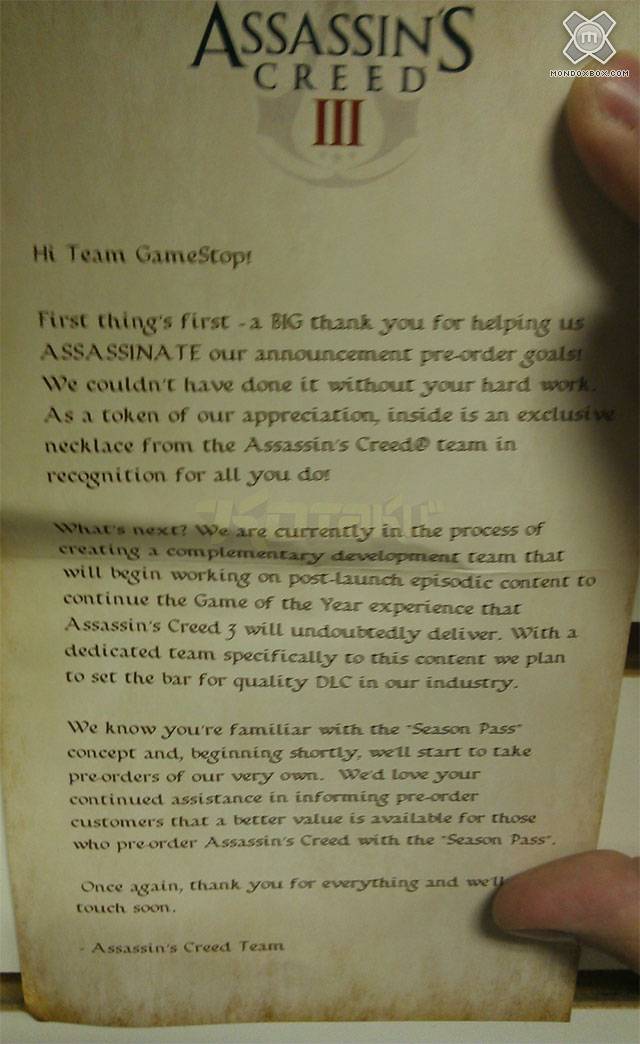 ASSASSIN'S
CREED
III
m
MONDOXBOX.COM
Hi Team GameStop!
First thing's first - a BIG thank you for helping us
ASSASSINATE our announcement pre-order goals!
We couldn't have done it without your hard work.
As a token of our appreciation, inside is an exclusive
necklace from the Assassin's Creed® team in
recognition for all you do!
KOTAKU
What's next? We are currently in the process of
creating a complementary development team that
will begin working on post-launch episodic content to
continue the Game of the Year experience that
Assassin's Creed 3 will undoubtedly deliver. With a
dedicated team specifically to this content we plan
to set the bar for quality DLC in our industry.
We know you're familiar with the "Season Pass"
concept and, beginning shortly, we'll start to take
pre-orders of our very own. We'd love your
continued assistance in informing pre-order
customers that a better value is available for those
who pre-order Assassin's Creed with the "Season Pass".
Once again, thank you for everything and we'll
touch soon.
- Assassin's Creed Team